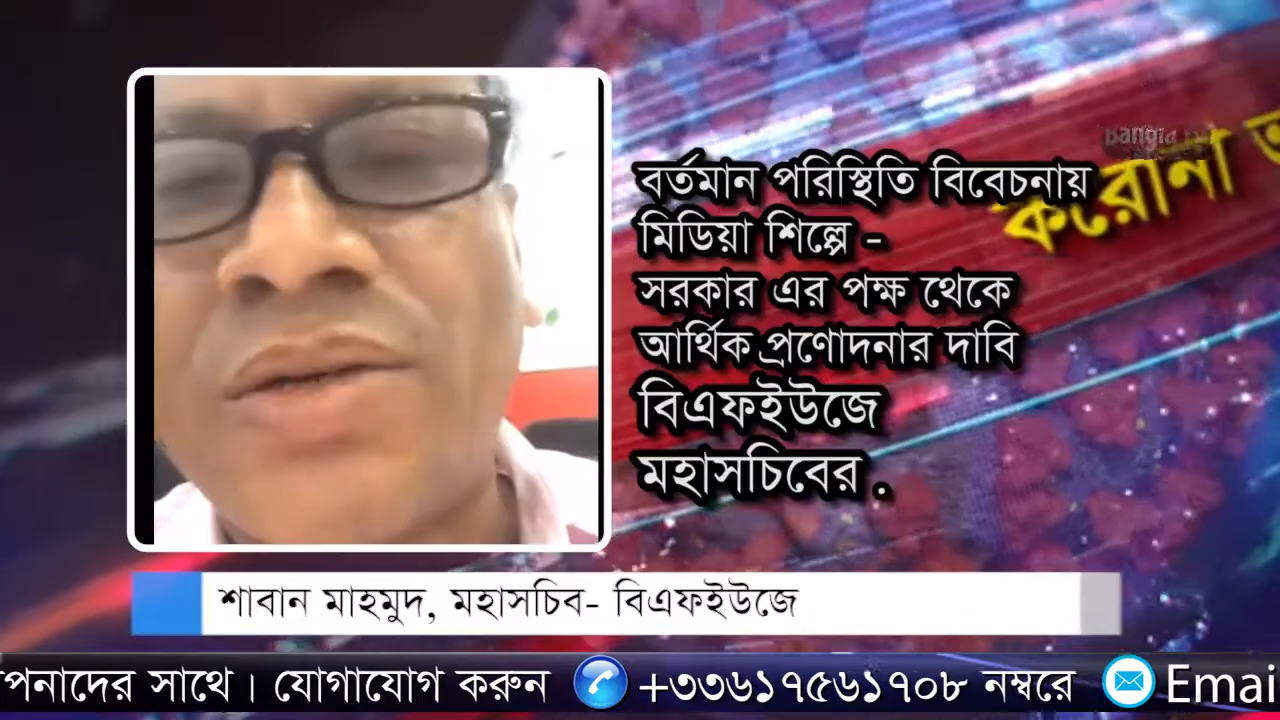 বর্তমান পরিস্থিতি বিবেচনায়
মিডিয়া শিল্পে -
সরকার এর পক্ষ থেকে
আর্থিক প্রণোদনার দাবি
বিএফইউজে
মহাসচিবের .
করোনা
শাবান মাহমুদ, মহাসচিব- বিএফইউজে
পনাদের সাথে। যোগাযোগ করুন +৩৩৬১৭৫৬১৭০৮ নম্বরে Emai